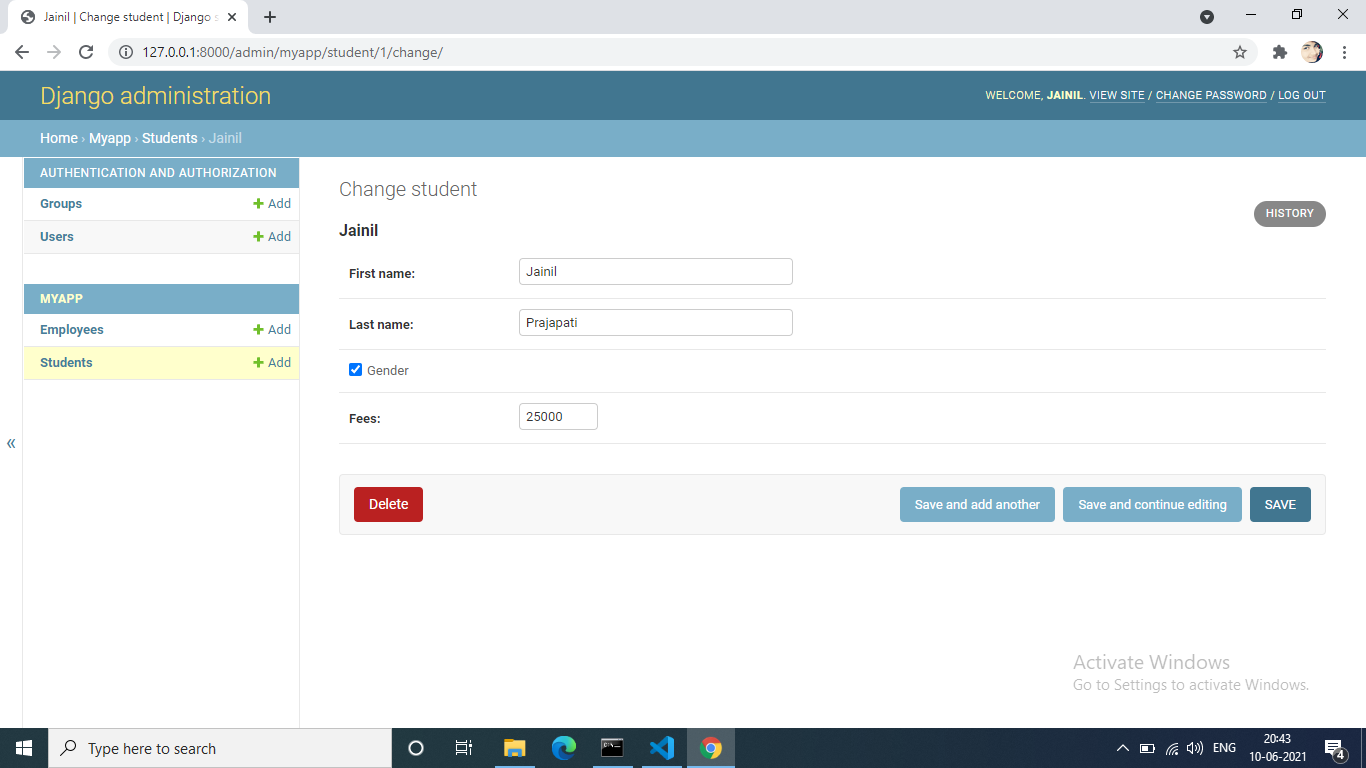 Jainil | Change student | Django s
127.0.0.1:8000/admin/myapp/student/1/change/
Django administration
WELCOME, JAINIL. VIEW SITE / CHANGE PASSWORD / LOG OUT
Home › Myapp › Students › Jainil
AUTHENTICATION AND AUTHORIZATION
Groups + Add
Users + Add
MYAPP
Employees + Add
Students + Add
«
Change student
HISTORY
Jainil
First name: Jainil
Last name: Prajapati
Gender
Fees: 25000
Delete Save and add another Save and continue editing SAVE
Activate Windows
Go to Settings to activate Windows.
Type here to search
ENG
20:43
10-06-2021
4